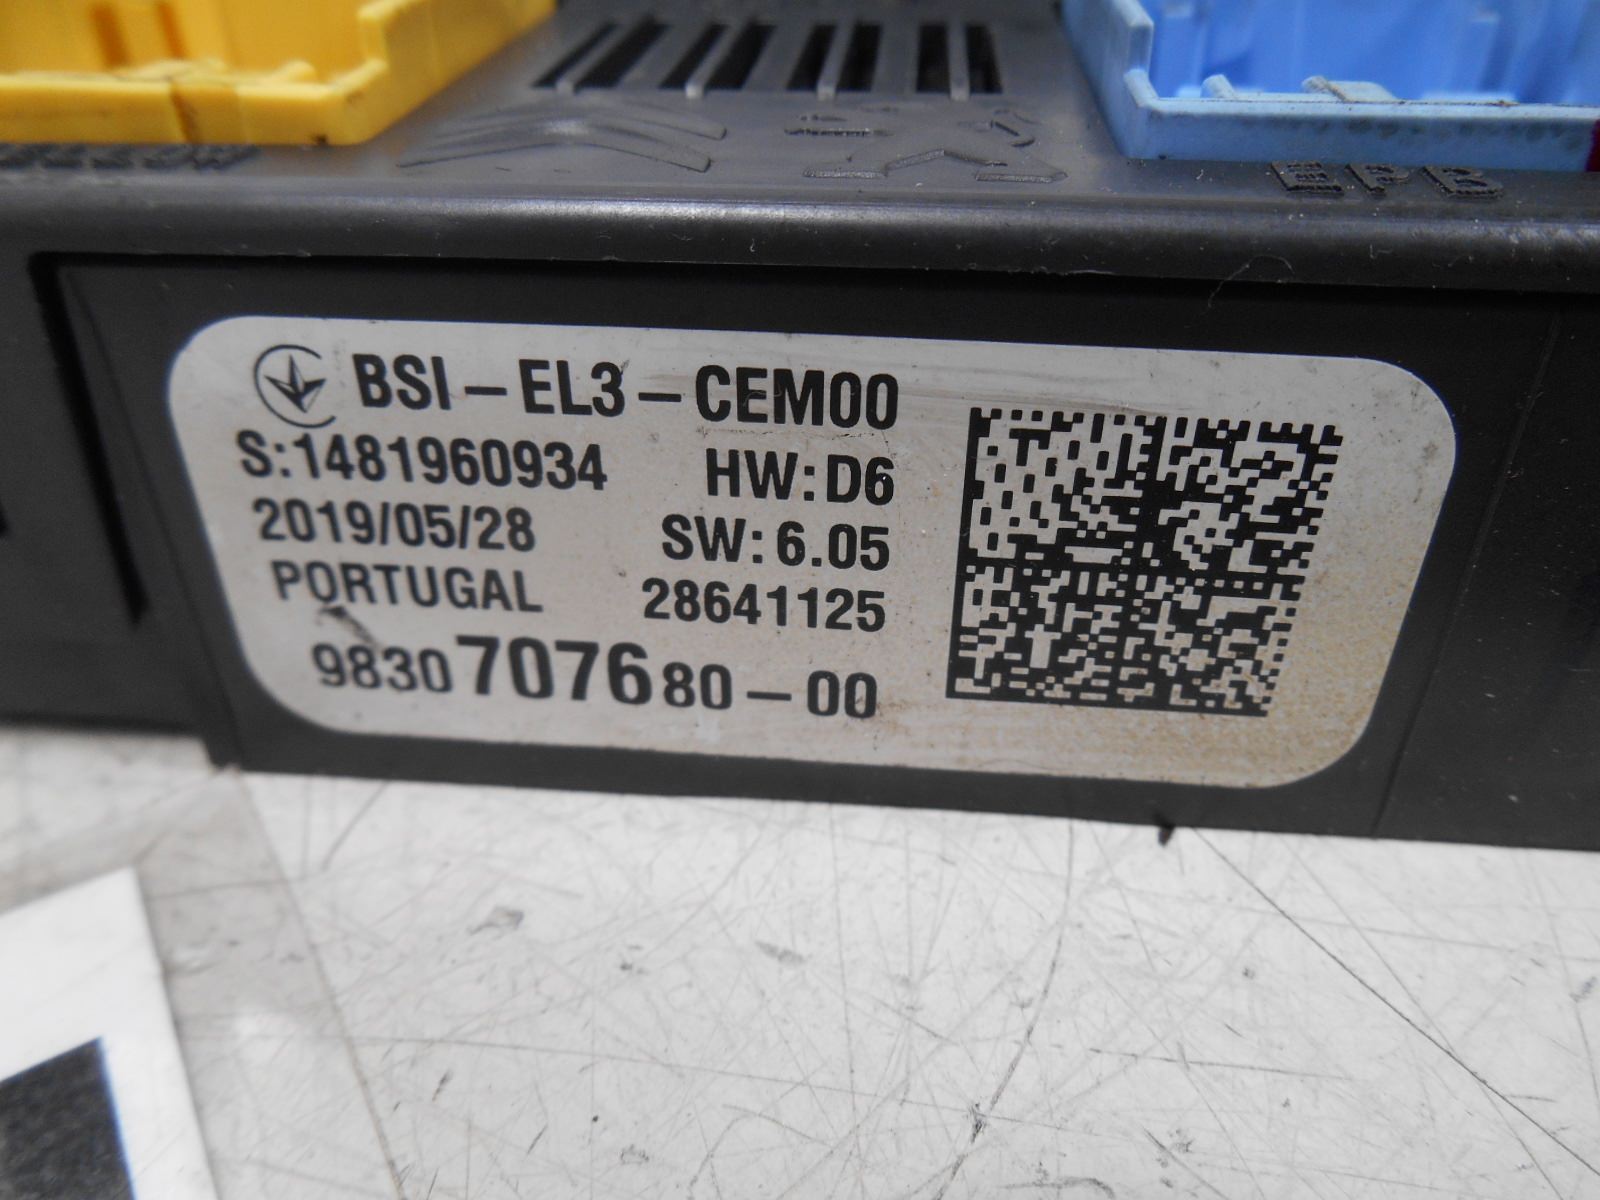 EPB
BSI-EL3-CEM00
S:1481960934 HW:D6
2019/05/28 SW:6.05
PORTUGAL 28641125
9830707680-00